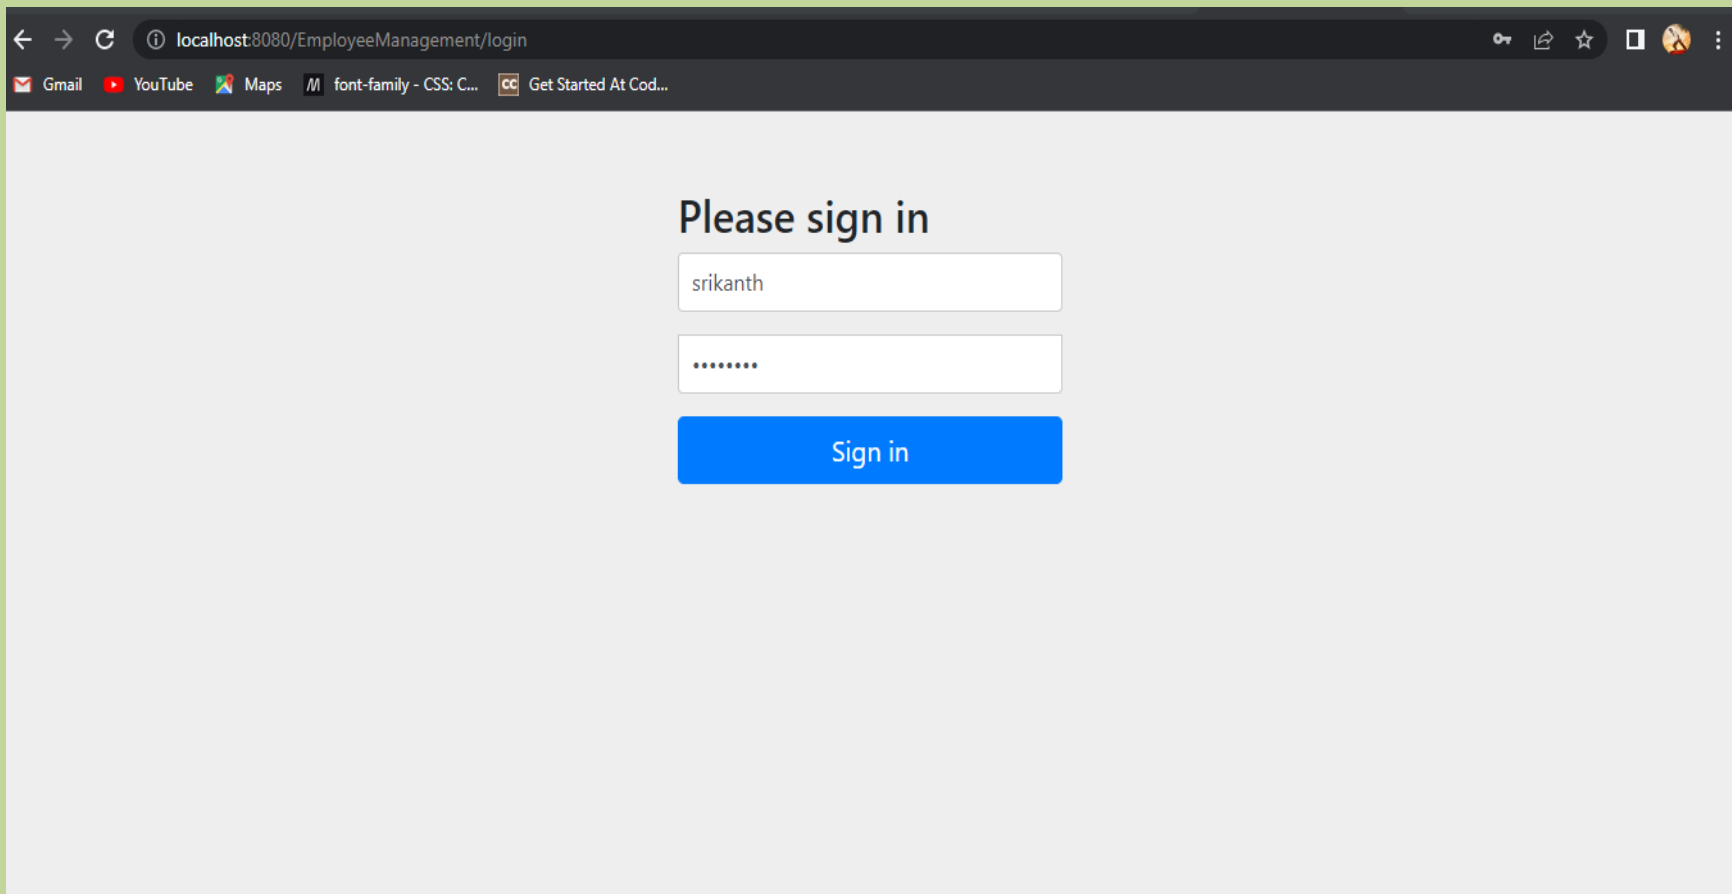 localhost:8080/EmployeeManagement/login
Gmail YouTube Maps M font-family - CSS: C... CC Get Started At Cod...
Please sign in
srikanth
••••••••
Sign in